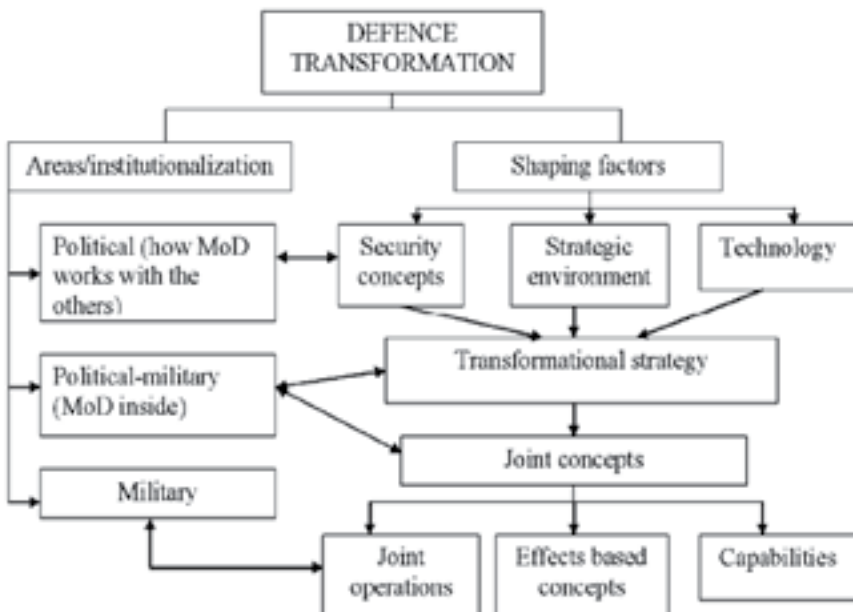 DEFENCE
TRANSFORMATION
Areas/institutionalization
Shaping factors
Political (how MoD
works with the
others)
Security
concepts
Strategic
environment
Technology
Transformational strategy
Political-military
(MoD inside)
Joint concepts
Military
Joint
operations
Effects based
concepts
Capabilities